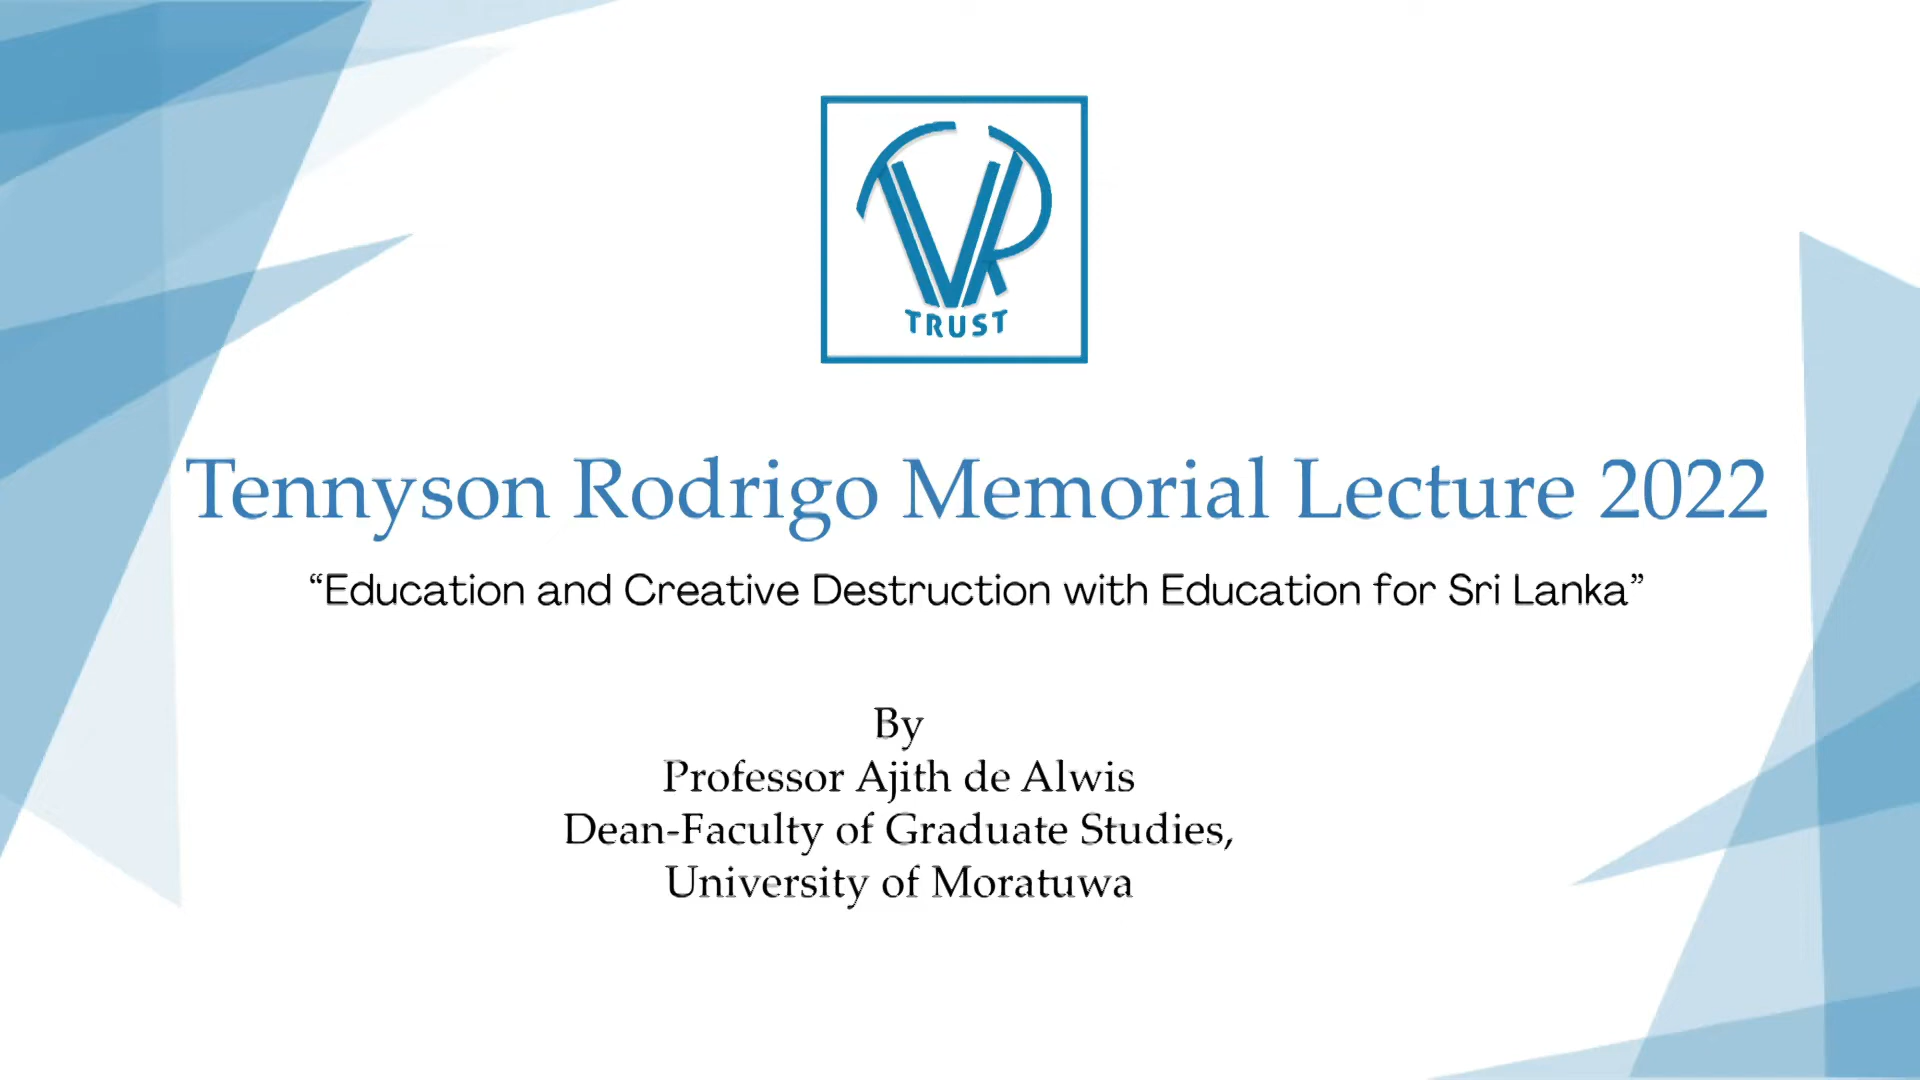 TVR
TRUST
Tennyson Rodrigo Memorial Lecture 2022
“Education and Creative Destruction with Education for Sri Lanka”
By
Professor Ajith de Alwis
Dean-Faculty of Graduate Studies,
University of Moratuwa